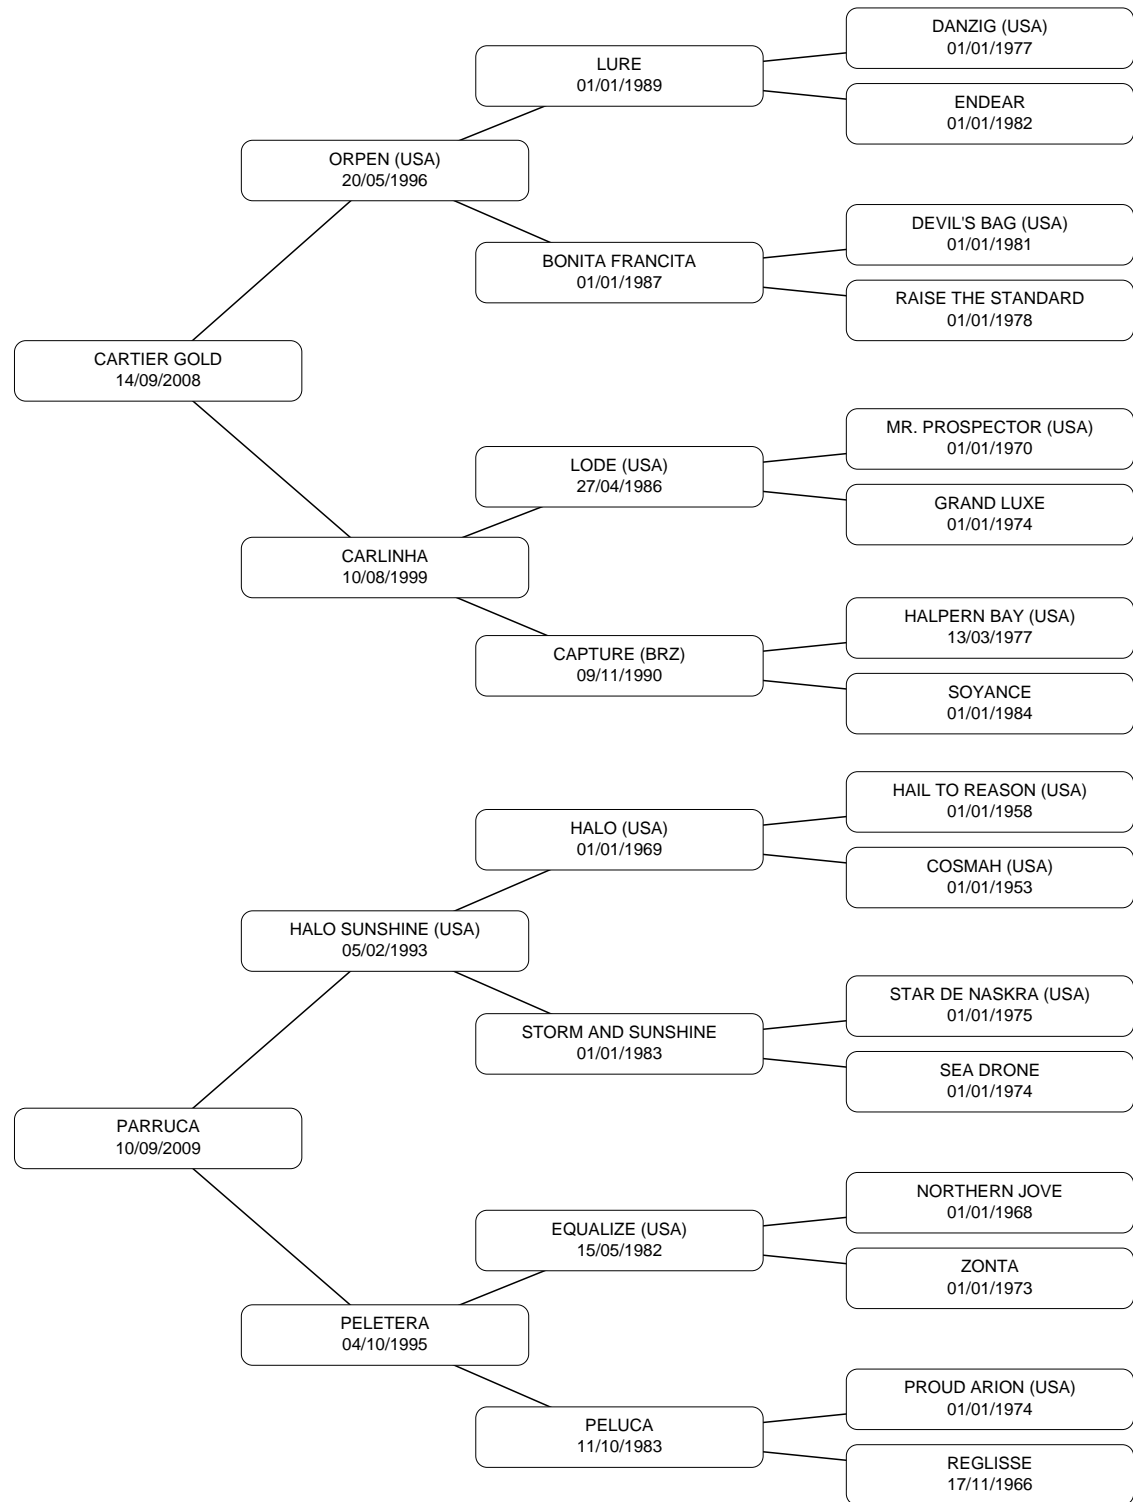 DANZIG (USA)
01/01/1977
LURE
01/01/1989
ENDEAR
01/01/1982
ORPEN (USA)
20/05/1996
DEVIL'S BAG (USA)
01/01/1981
BONITA FRANCITA
01/01/1987
RAISE THE STANDARD
01/01/1978
CARTIER GOLD
14/09/2008
MR. PROSPECTOR (USA)
01/01/1970
LODE (USA)
27/04/1986
GRAND LUXE
01/01/1974
CARLINHA
10/08/1999
HALPERN BAY (USA)
13/03/1977
CAPTURE (BRZ)
09/11/1990
SOYANCE
01/01/1984
HAIL TO REASON (USA)
01/01/1958
HALO (USA)
01/01/1969
COSMAH (USA)
01/01/1953
HALO SUNSHINE (USA)
05/02/1993
STAR DE NASKRA (USA)
01/01/1975
STORM AND SUNSHINE
01/01/1983
SEA DRONE
01/01/1974
PARRUCA
10/09/2009
NORTHERN JOVE
01/01/1968
EQUALIZE (USA)
15/05/1982
ZONTA
01/01/1973
PELETERA
04/10/1995
PROUD ARION (USA)
01/01/1974
PELUCA
11/10/1983
REGLISSE
17/11/1966